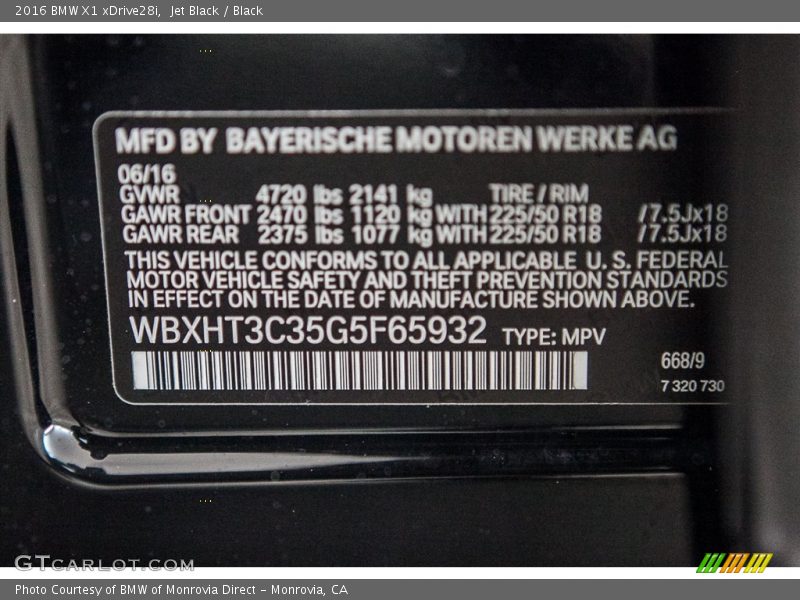 2016 BMW X1 xDrive28i, Jet Black / Black
MFD BY BAYERISCHE MOTOREN WERKE AG
06/16
GVWR 4720 lbs 2141 kg TIRE / RIM
GAWR FRONT 2470 lbs 1120 kg WITH 225/50 R18 /7.5Jx18
GAWR REAR 2375 lbs 1077 kg WITH 225/50 R18 /7.5Jx18
THIS VEHICLE CONFORMS TO ALL APPLICABLE U. S. FEDERAL
MOTOR VEHICLE SAFETY AND THEFT PREVENTION STANDARDS
IN EFFECT ON THE DATE OF MANUFACTURE SHOWN ABOVE.
WBXHT3C35G5F65932 TYPE: MPV
668/9
7 320 730
GTCARLOT.COM
Photo Courtesy of BMW of Monrovia Direct – Monrovia, CA